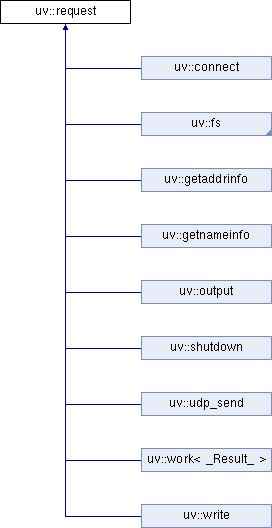 uv::request
uv::connect
uv::fs
uv::getaddrinfo
uv::getnameinfo
uv::output
uv::shutdown
uv::udp_send
uv::work< _Result_ >
uv::write